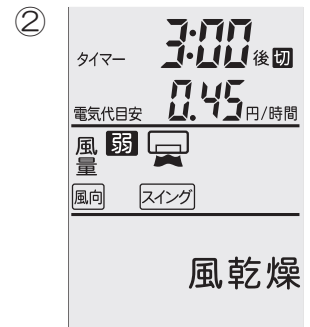 ②
タイマー 3:00後切
電気代目安 0.45円/時間
風量 弱
風向 スイング
風乾燥